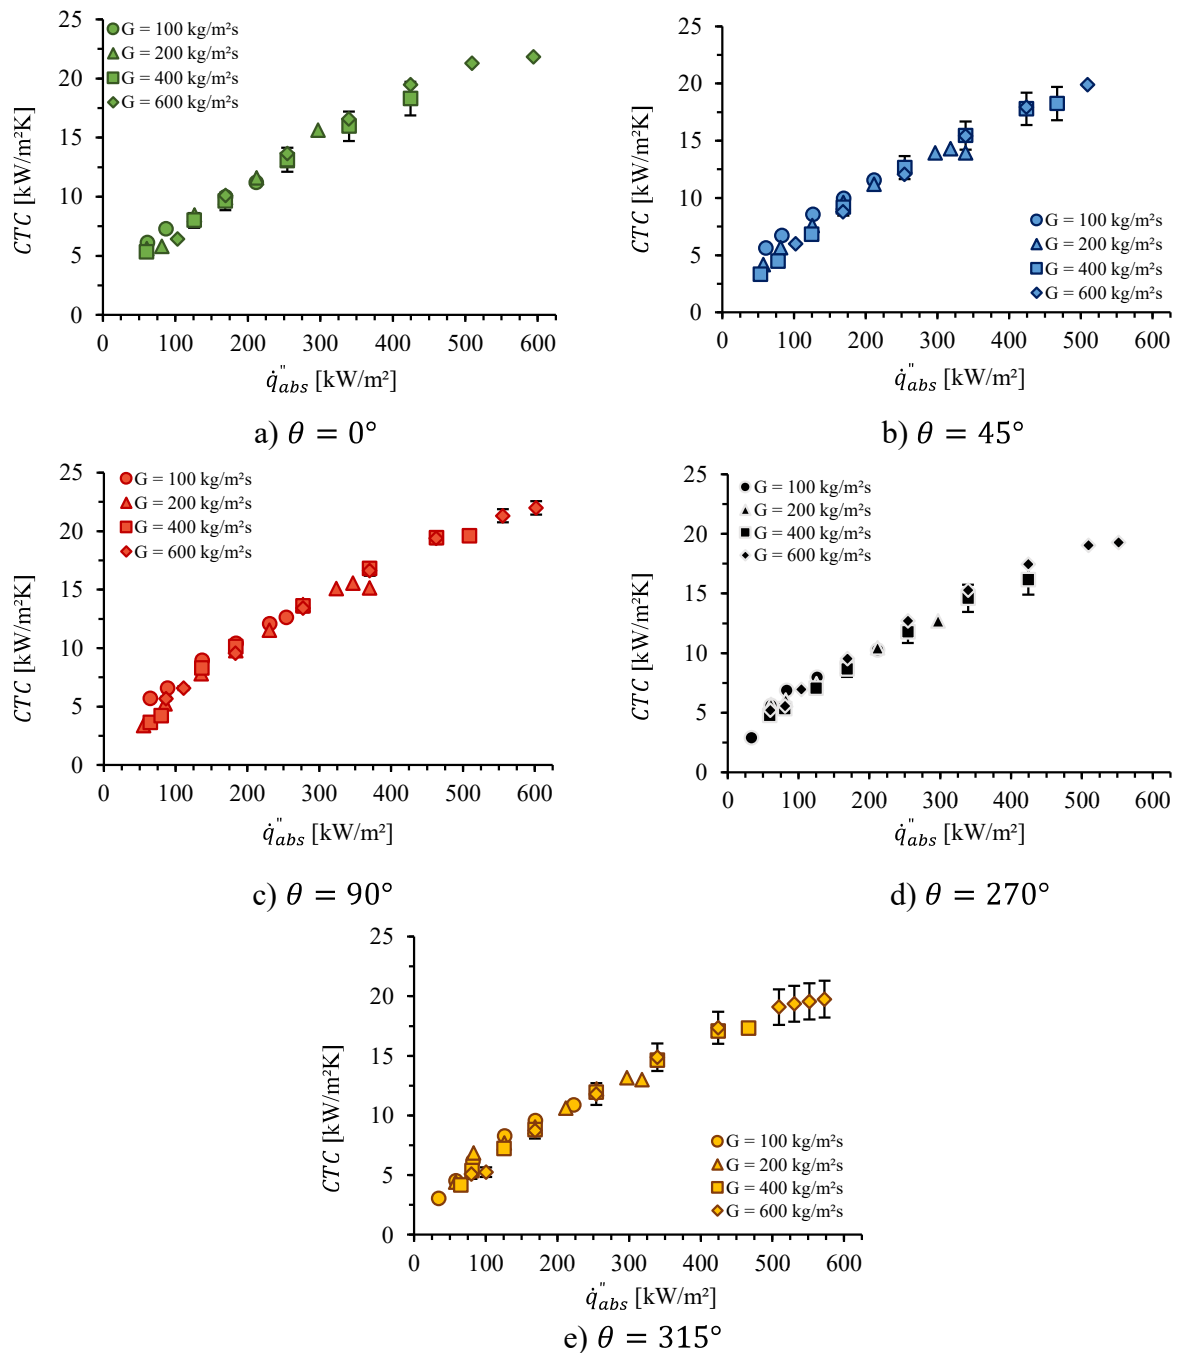 G = 100 kg/m²s
G = 200 kg/m²s
G = 400 kg/m²s
G = 600 kg/m²s
CTC [kW/m²K]
25
20
15
10
5
0
0 100 200 300 400 500 600
q̇"abs [kW/m²]
a) θ = 0°
CTC [kW/m²K]
25
20
15
10
5
0
G = 100 kg/m²s
G = 200 kg/m²s
G = 400 kg/m²s
G = 600 kg/m²s
0 100 200 300 400 500 600
q̇"abs [kW/m²]
b) θ = 45°
G = 100 kg/m²s
G = 200 kg/m²s
G = 400 kg/m²s
G = 600 kg/m²s
CTC [kW/m²K]
25
20
15
10
5
0
0 100 200 300 400 500 600
q̇"abs [kW/m²]
c) θ = 90°
G = 100 kg/m²s
G = 200 kg/m²s
G = 400 kg/m²s
G = 600 kg/m²s
CTC [kW/m²K]
25
20
15
10
5
0
0 100 200 300 400 500 600
q̇"abs [kW/m²]
d) θ = 270°
CTC [kW/m²K]
25
20
15
10
5
0
G = 100 kg/m²s
G = 200 kg/m²s
G = 400 kg/m²s
G = 600 kg/m²s
0 100 200 300 400 500 600
q̇"abs [kW/m²]
e) θ = 315°